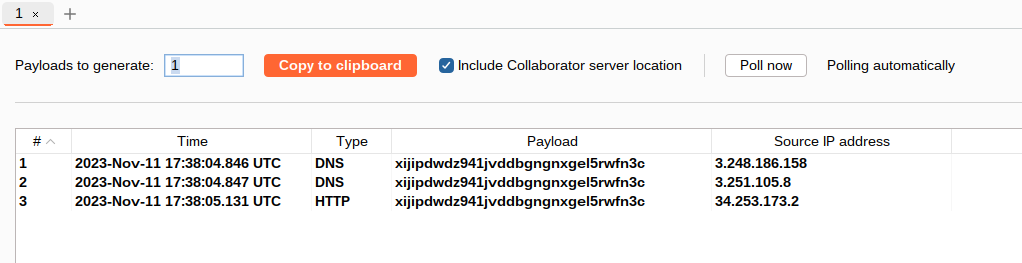 1 ×
Payloads to generate: 1 Copy to clipboard Include Collaborator server location Poll now Polling automatically
# Time Type Payload Source IP address
1 2023-Nov-11 17:38:04.846 UTC DNS xijipdwdz941jvddbgngnxgel5rwfn3c 3.248.186.158
2 2023-Nov-11 17:38:04.847 UTC DNS xijipdwdz941jvddbgngnxgel5rwfn3c 3.251.105.8
3 2023-Nov-11 17:38:05.131 UTC HTTP xijipdwdz941jvddbgngnxgel5rwfn3c 34.253.173.2